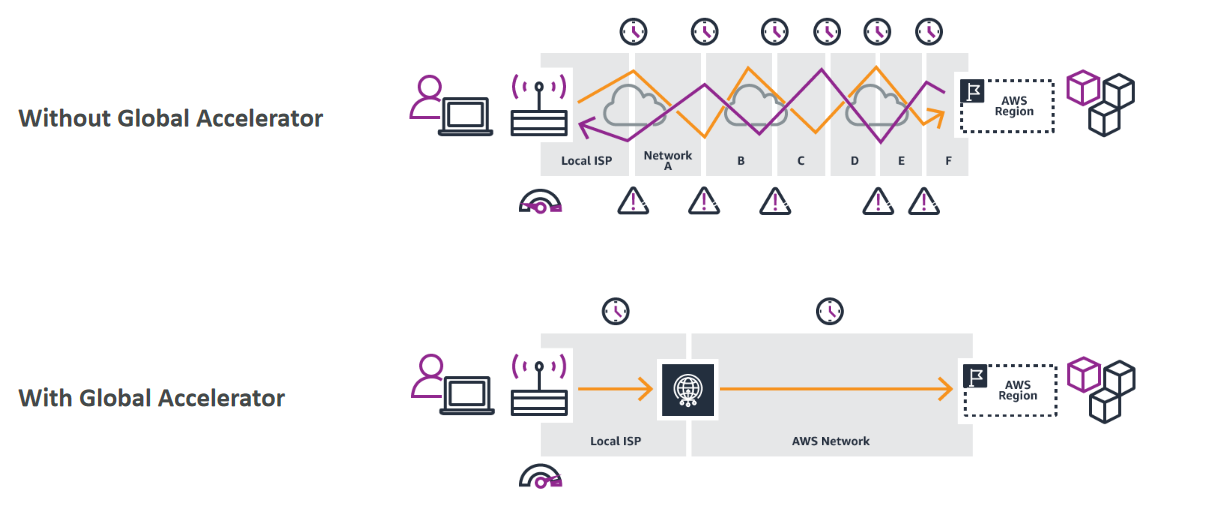 Without Global Accelerator
AWS
Region
Local ISP
Network
A
B
C
D
E
F
With Global Accelerator
AWS
Region
Local ISP
AWS Network